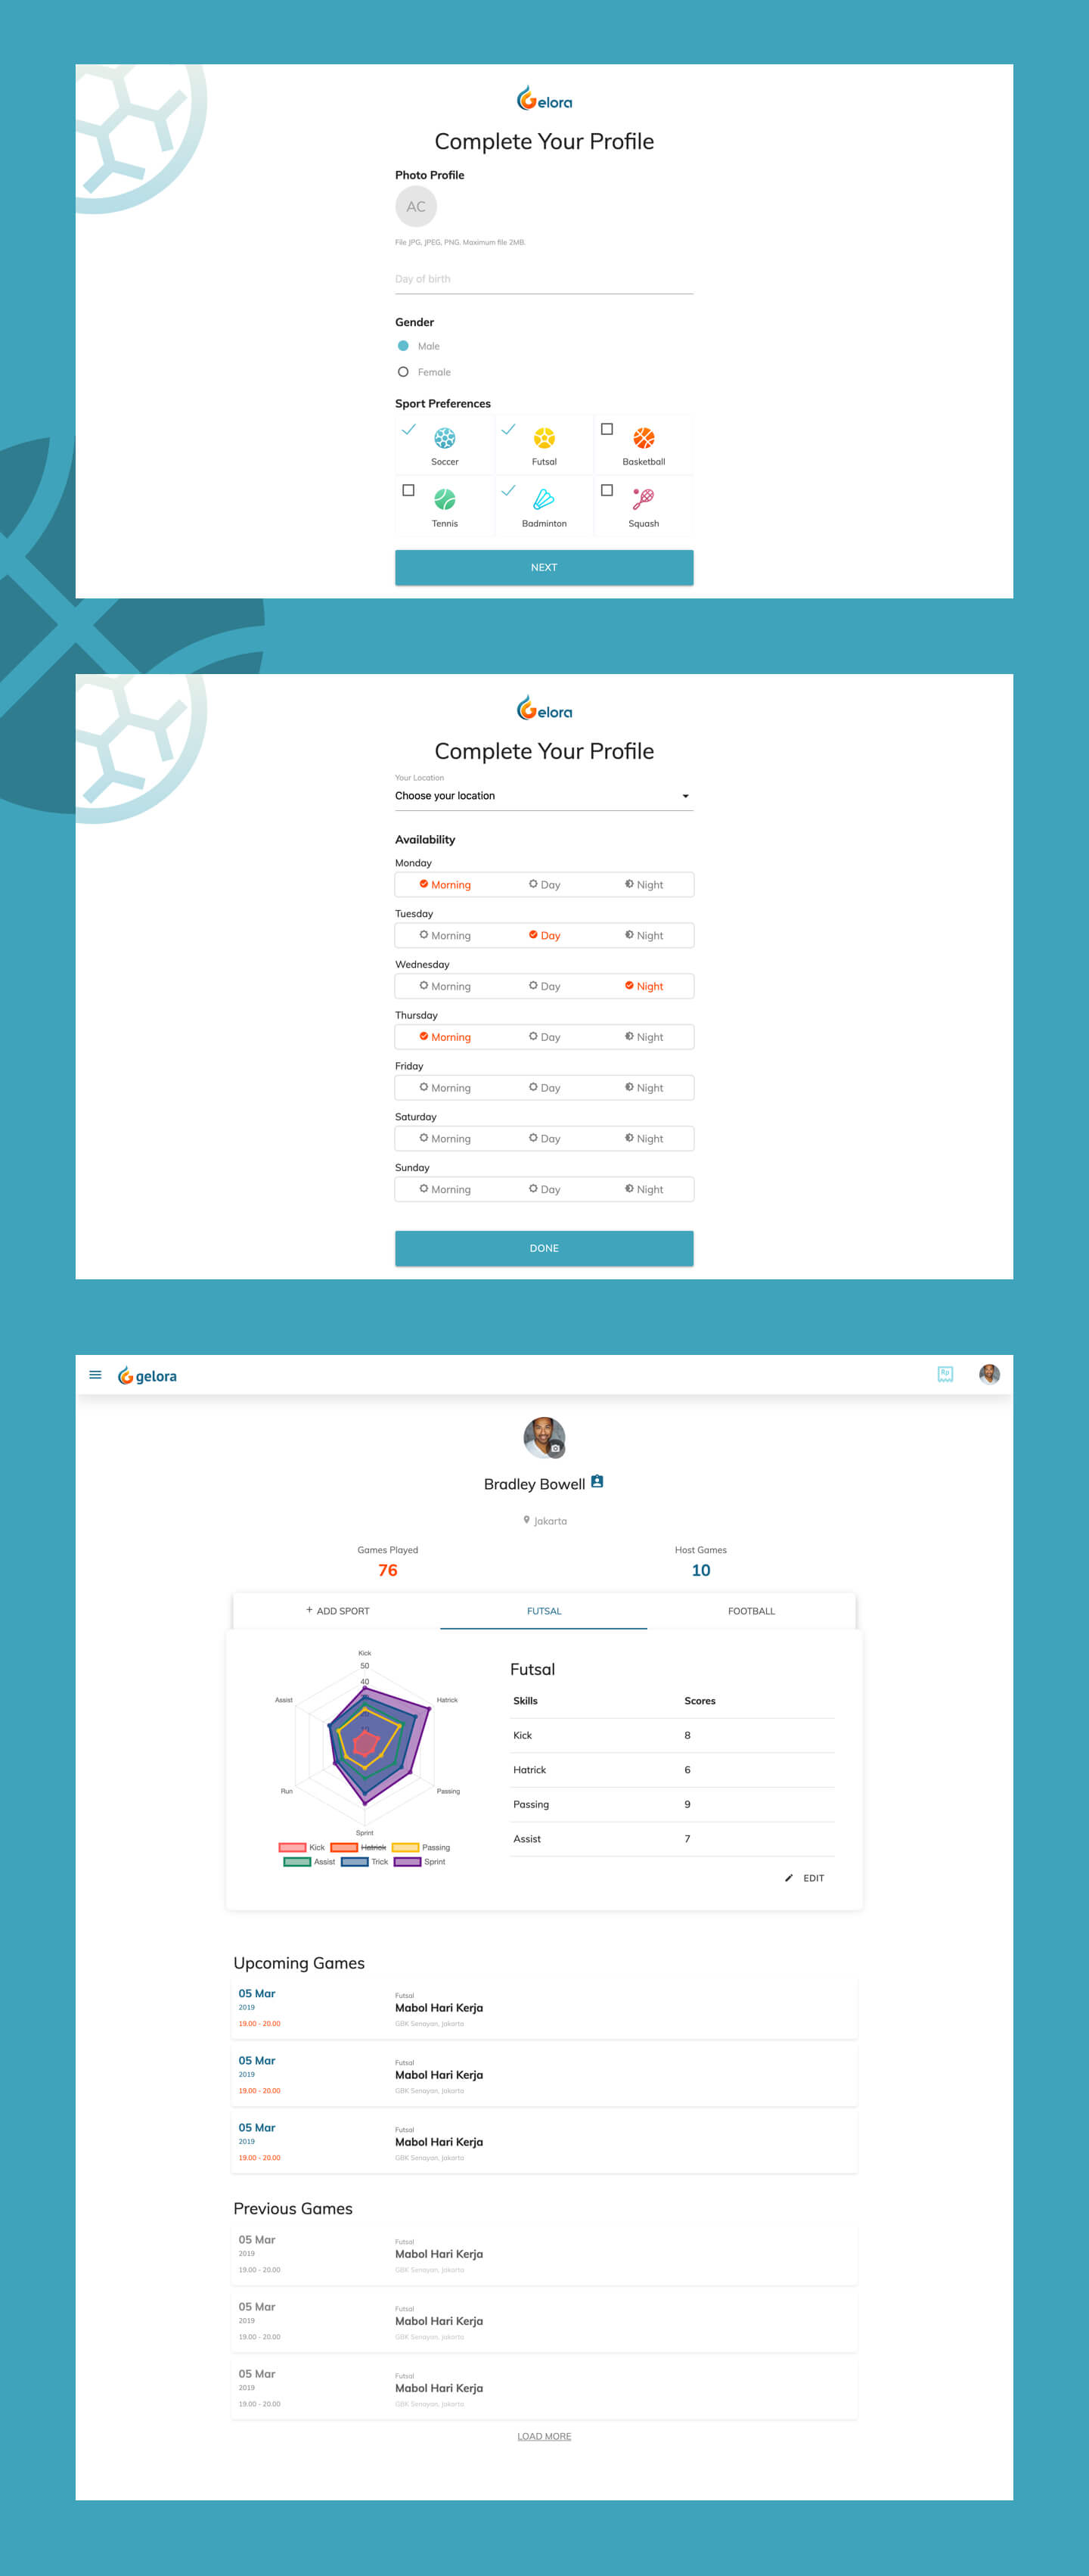 Gelora
Complete Your Profile
Photo Profile
AC
File JPG, JPEG, PNG, Maximum file 2MB.
Day of birth
Gender
Male
Female
Sport Preferences
Soccer Futsal Basketball
Tennis Badminton Squash
NEXT
Gelora
Complete Your Profile
Your Location
Choose your location
Availability
Monday
Morning Day Night
Tuesday
Morning Day Night
Wednesday
Morning Day Night
Thursday
Morning Day Night
Friday
Morning Day Night
Saturday
Morning Day Night
Sunday
Morning Day Night
DONE
gelora Rp
Bradley Bowell
Jakarta
Games Played Host Games
76 10
+ ADD SPORT FUTSAL FOOTBALL
Kick
50
40
Assist Hatrick
Run Passing
Sprint
Kick Hatrick Passing
Assist Trick Sprint
Futsal
Skills Scores
Kick 8
Hatrick 6
Passing 9
Assist 7
EDIT
Upcoming Games
05 Mar
2019
19.00 - 20.00
Futsal
Mabol Hari Kerja
GBK Senayan, Jakarta
05 Mar
2019
19.00 - 20.00
Futsal
Mabol Hari Kerja
GBK Senayan, Jakarta
05 Mar
2019
19.00 - 20.00
Futsal
Mabol Hari Kerja
GBK Senayan, Jakarta
Previous Games
05 Mar
2019
19.00 - 20.00
Futsal
Mabol Hari Kerja
GBK Senayan, Jakarta
05 Mar
2019
19.00 - 20.00
Futsal
Mabol Hari Kerja
GBK Senayan, Jakarta
05 Mar
2019
19.00 - 20.00
Futsal
Mabol Hari Kerja
GBK Senayan, Jakarta
LOAD MORE